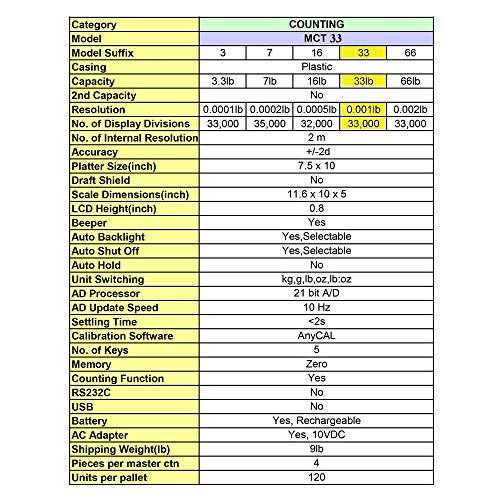 Category COUNTING
Model MCT 33
Model Suffix 3 7 16 33 66
Casing Plastic
Capacity 3.3lb 7lb 16lb 33lb 66lb
2nd Capacity No
Resolution 0.0001lb 0.0002lb 0.0005lb 0.001lb 0.002lb
No. of Display Divisions 33,000 35,000 32,000 33,000 33,000
No. of Internal Resolution 2 m
Accuracy +/-2d
Platter Size(inch) 7.5 x 10
Draft Shield No
Scale Dimensions(inch) 11.6 x 10 x 5
LCD Height(inch) 0.8
Beeper Yes
Auto Backlight Yes,Selectable
Auto Shut Off Yes,Selectable
Auto Hold No
Unit Switching kg,g,lb,oz,lb:oz
AD Processor 21 bit A/D
AD Update Speed 10 Hz
Settling Time <2s
Calibration Software AnyCAL
No. of Keys 5
Memory Zero
Counting Function Yes
RS232C No
USB No
Battery Yes, Rechargeable
AC Adapter Yes, 10VDC
Shipping Weight(lb) 9lb
Pieces per master ctn 4
Units per pallet 120